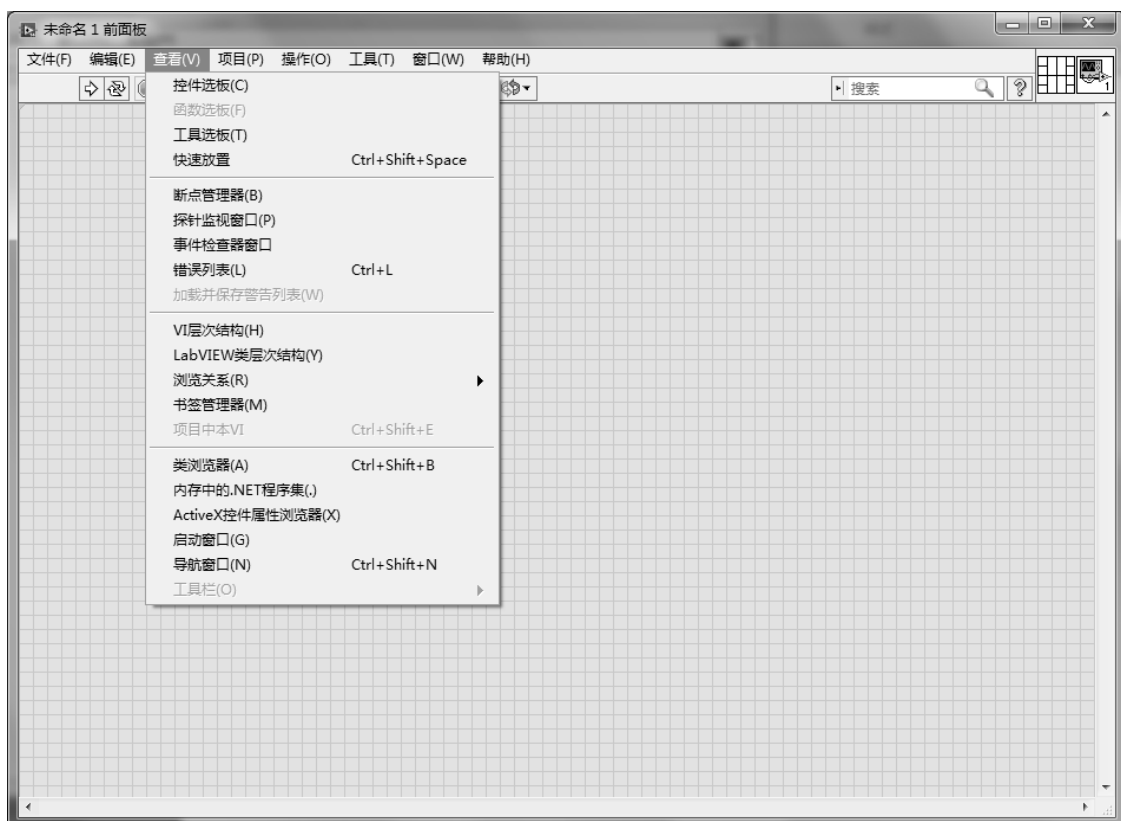 未命名 1 前面板
文件(F) 编辑(E) 查看(V) 项目(P) 操作(O) 工具(T) 窗口(W) 帮助(H)
搜索
1
控件选板(C)
函数选板(F)
工具选板(T)
快速放置 Ctrl+Shift+Space
断点管理器(B)
探针监视窗口(P)
事件检查器窗口
错误列表(L) Ctrl+L
加载并保存警告列表(W)
VI层次结构(H)
LabVIEW类层次结构(Y)
浏览关系(R)
书签管理器(M)
项目中本VI Ctrl+Shift+E
类浏览器(A) Ctrl+Shift+B
内存中的.NET程序集(.)
ActiveX控件属性浏览器(X)
启动窗口(G)
导航窗口(N) Ctrl+Shift+N
工具栏(O)